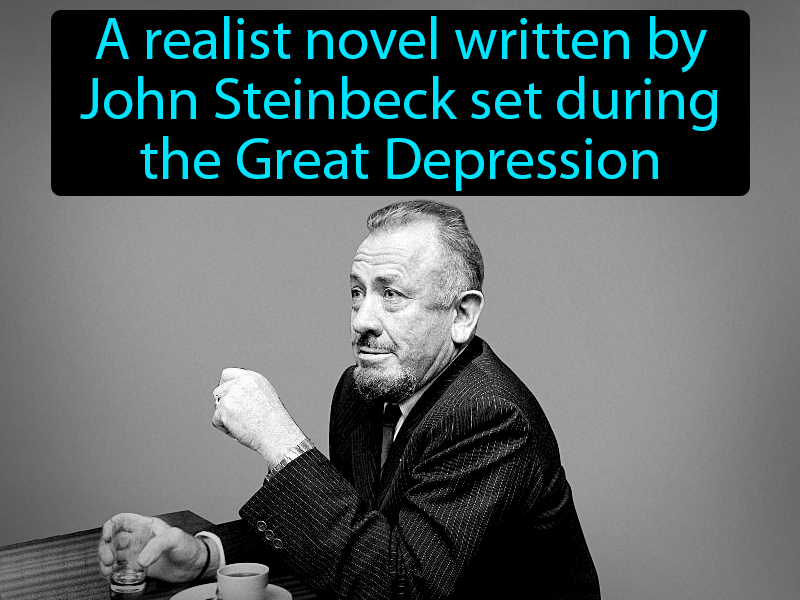 A realist novel written by
John Steinbeck set during
the Great Depression